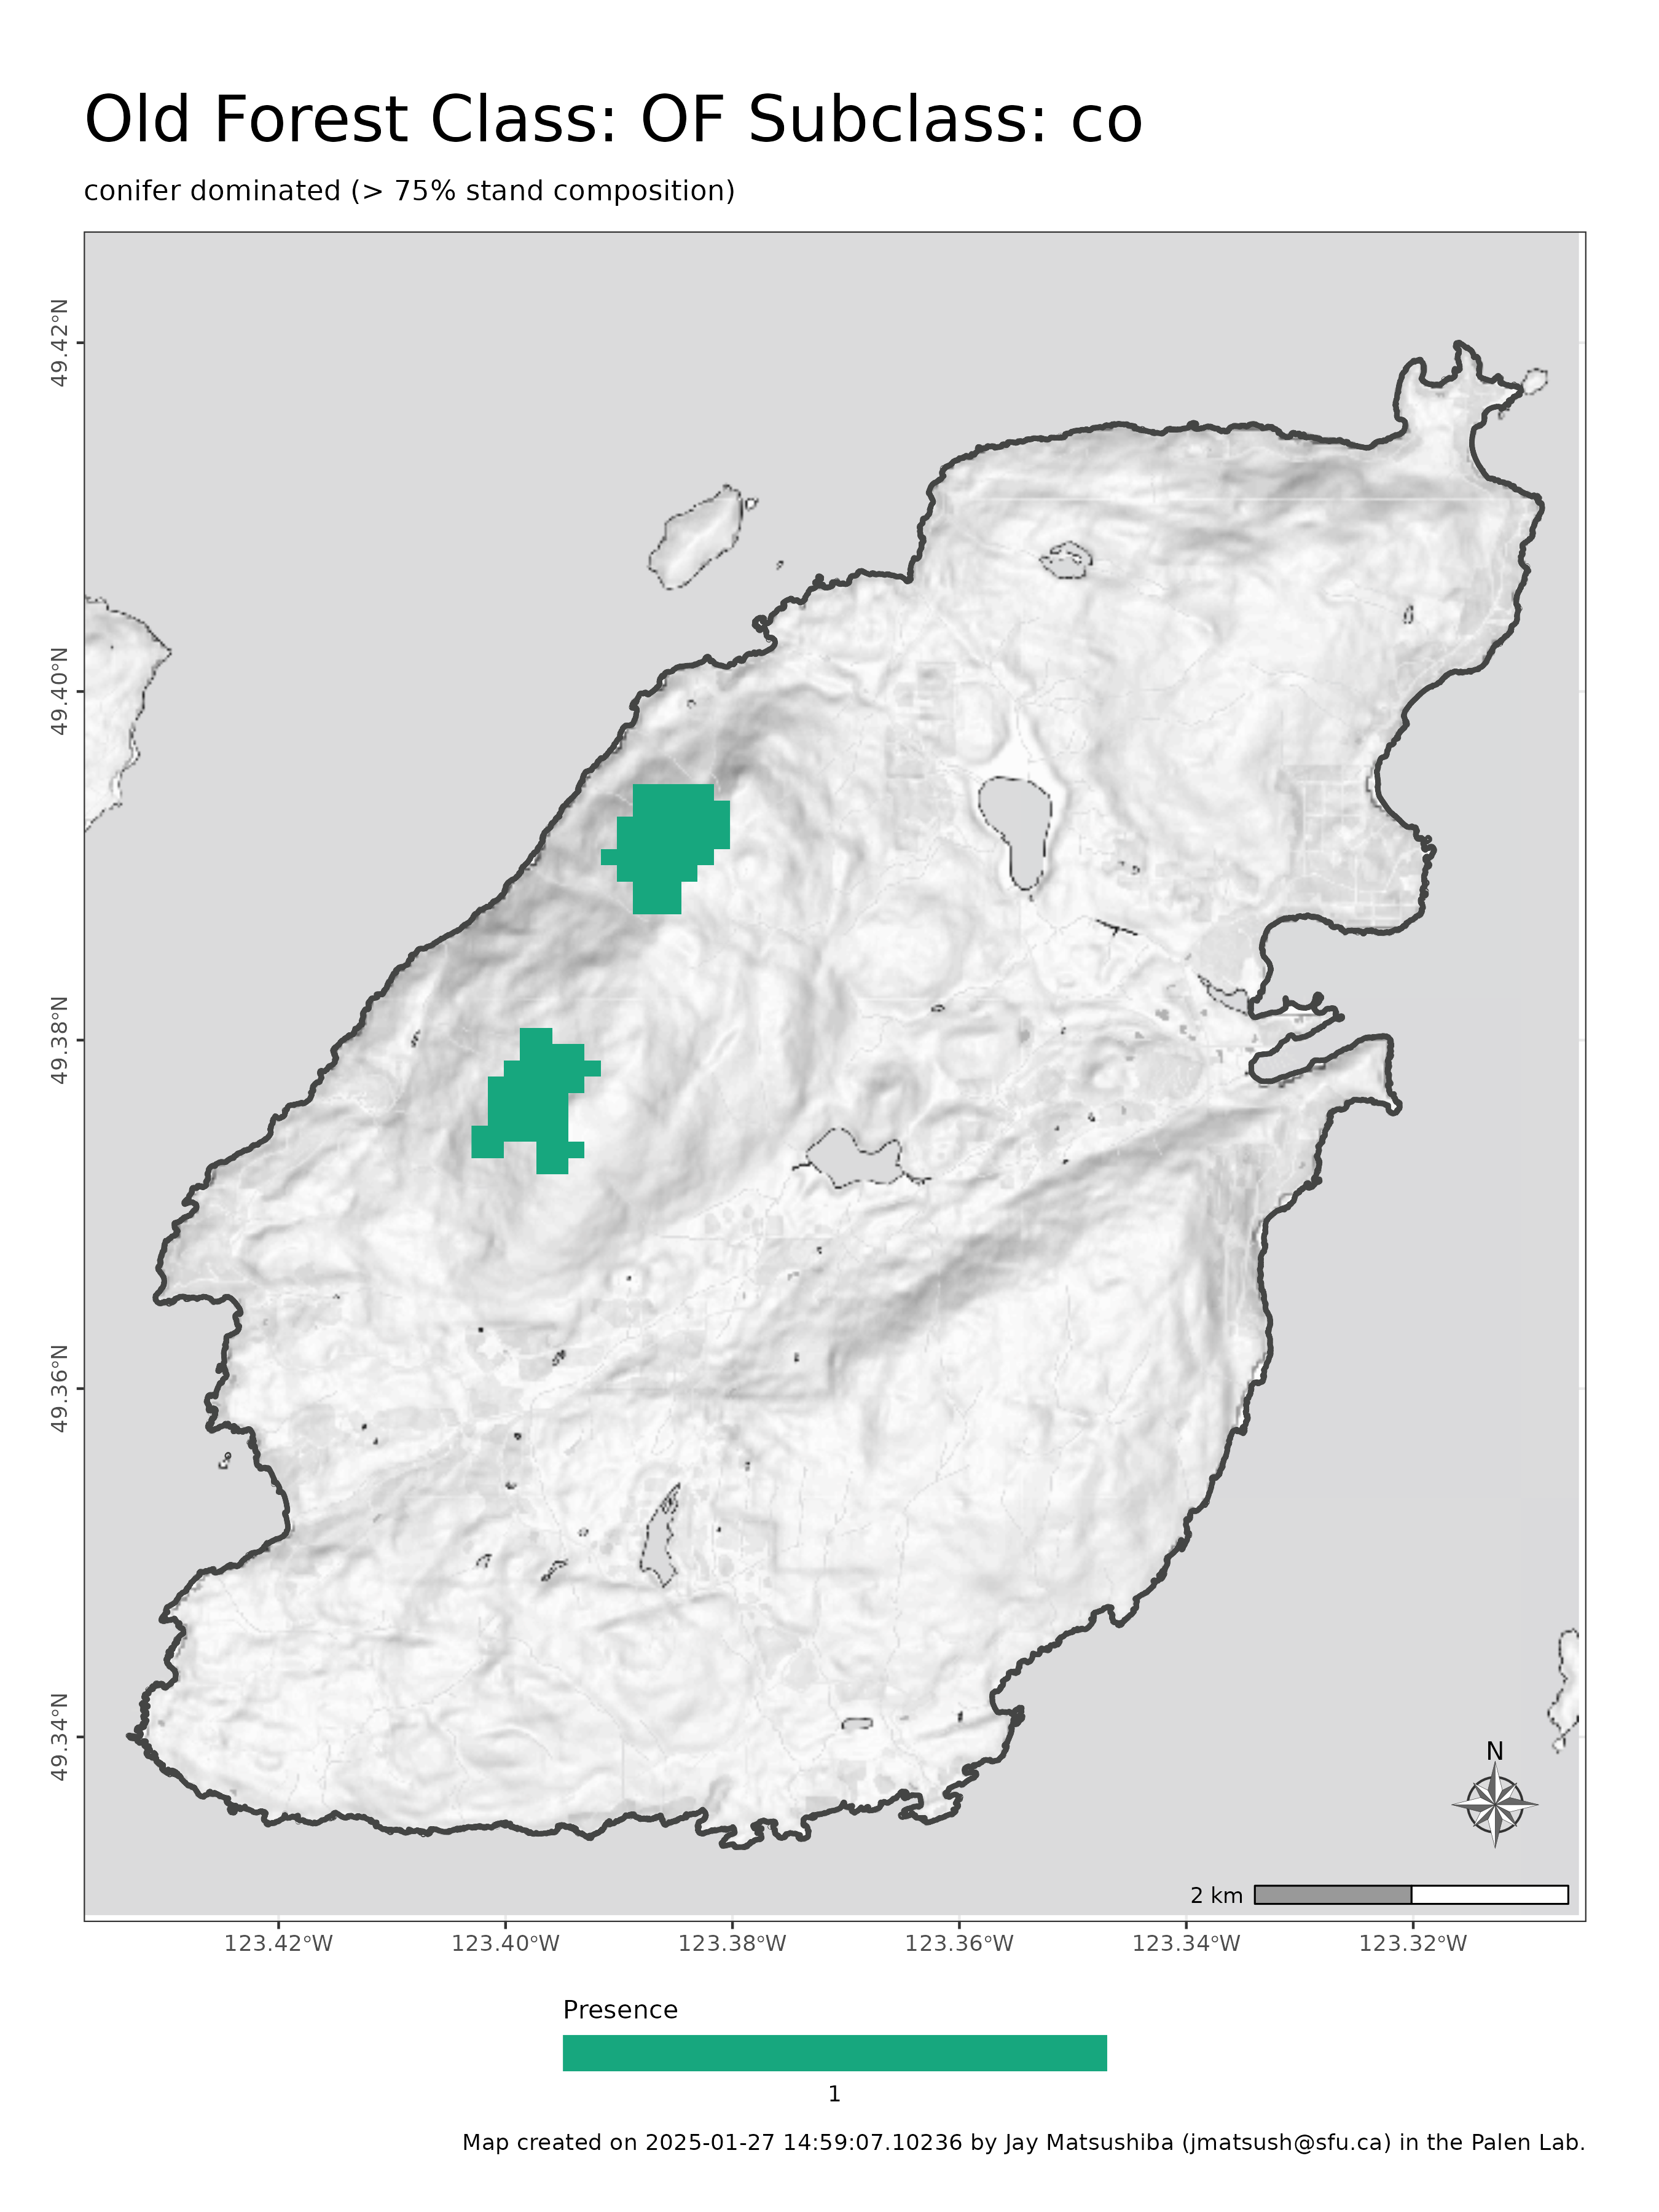 Old Forest Class: OF Subclass: co
conifer dominated (> 75% stand composition)
49.42°N
49.40°N
49.38°N
49.36°N
49.34°N
N
2 km
123.42°W 123.40°W 123.38°W 123.36°W 123.34°W 123.32°W
Presence
1
Map created on 2025-01-27 14:59:07.10236 by Jay Matsushiba (jmatsush@sfu.ca) in the Palen Lab.